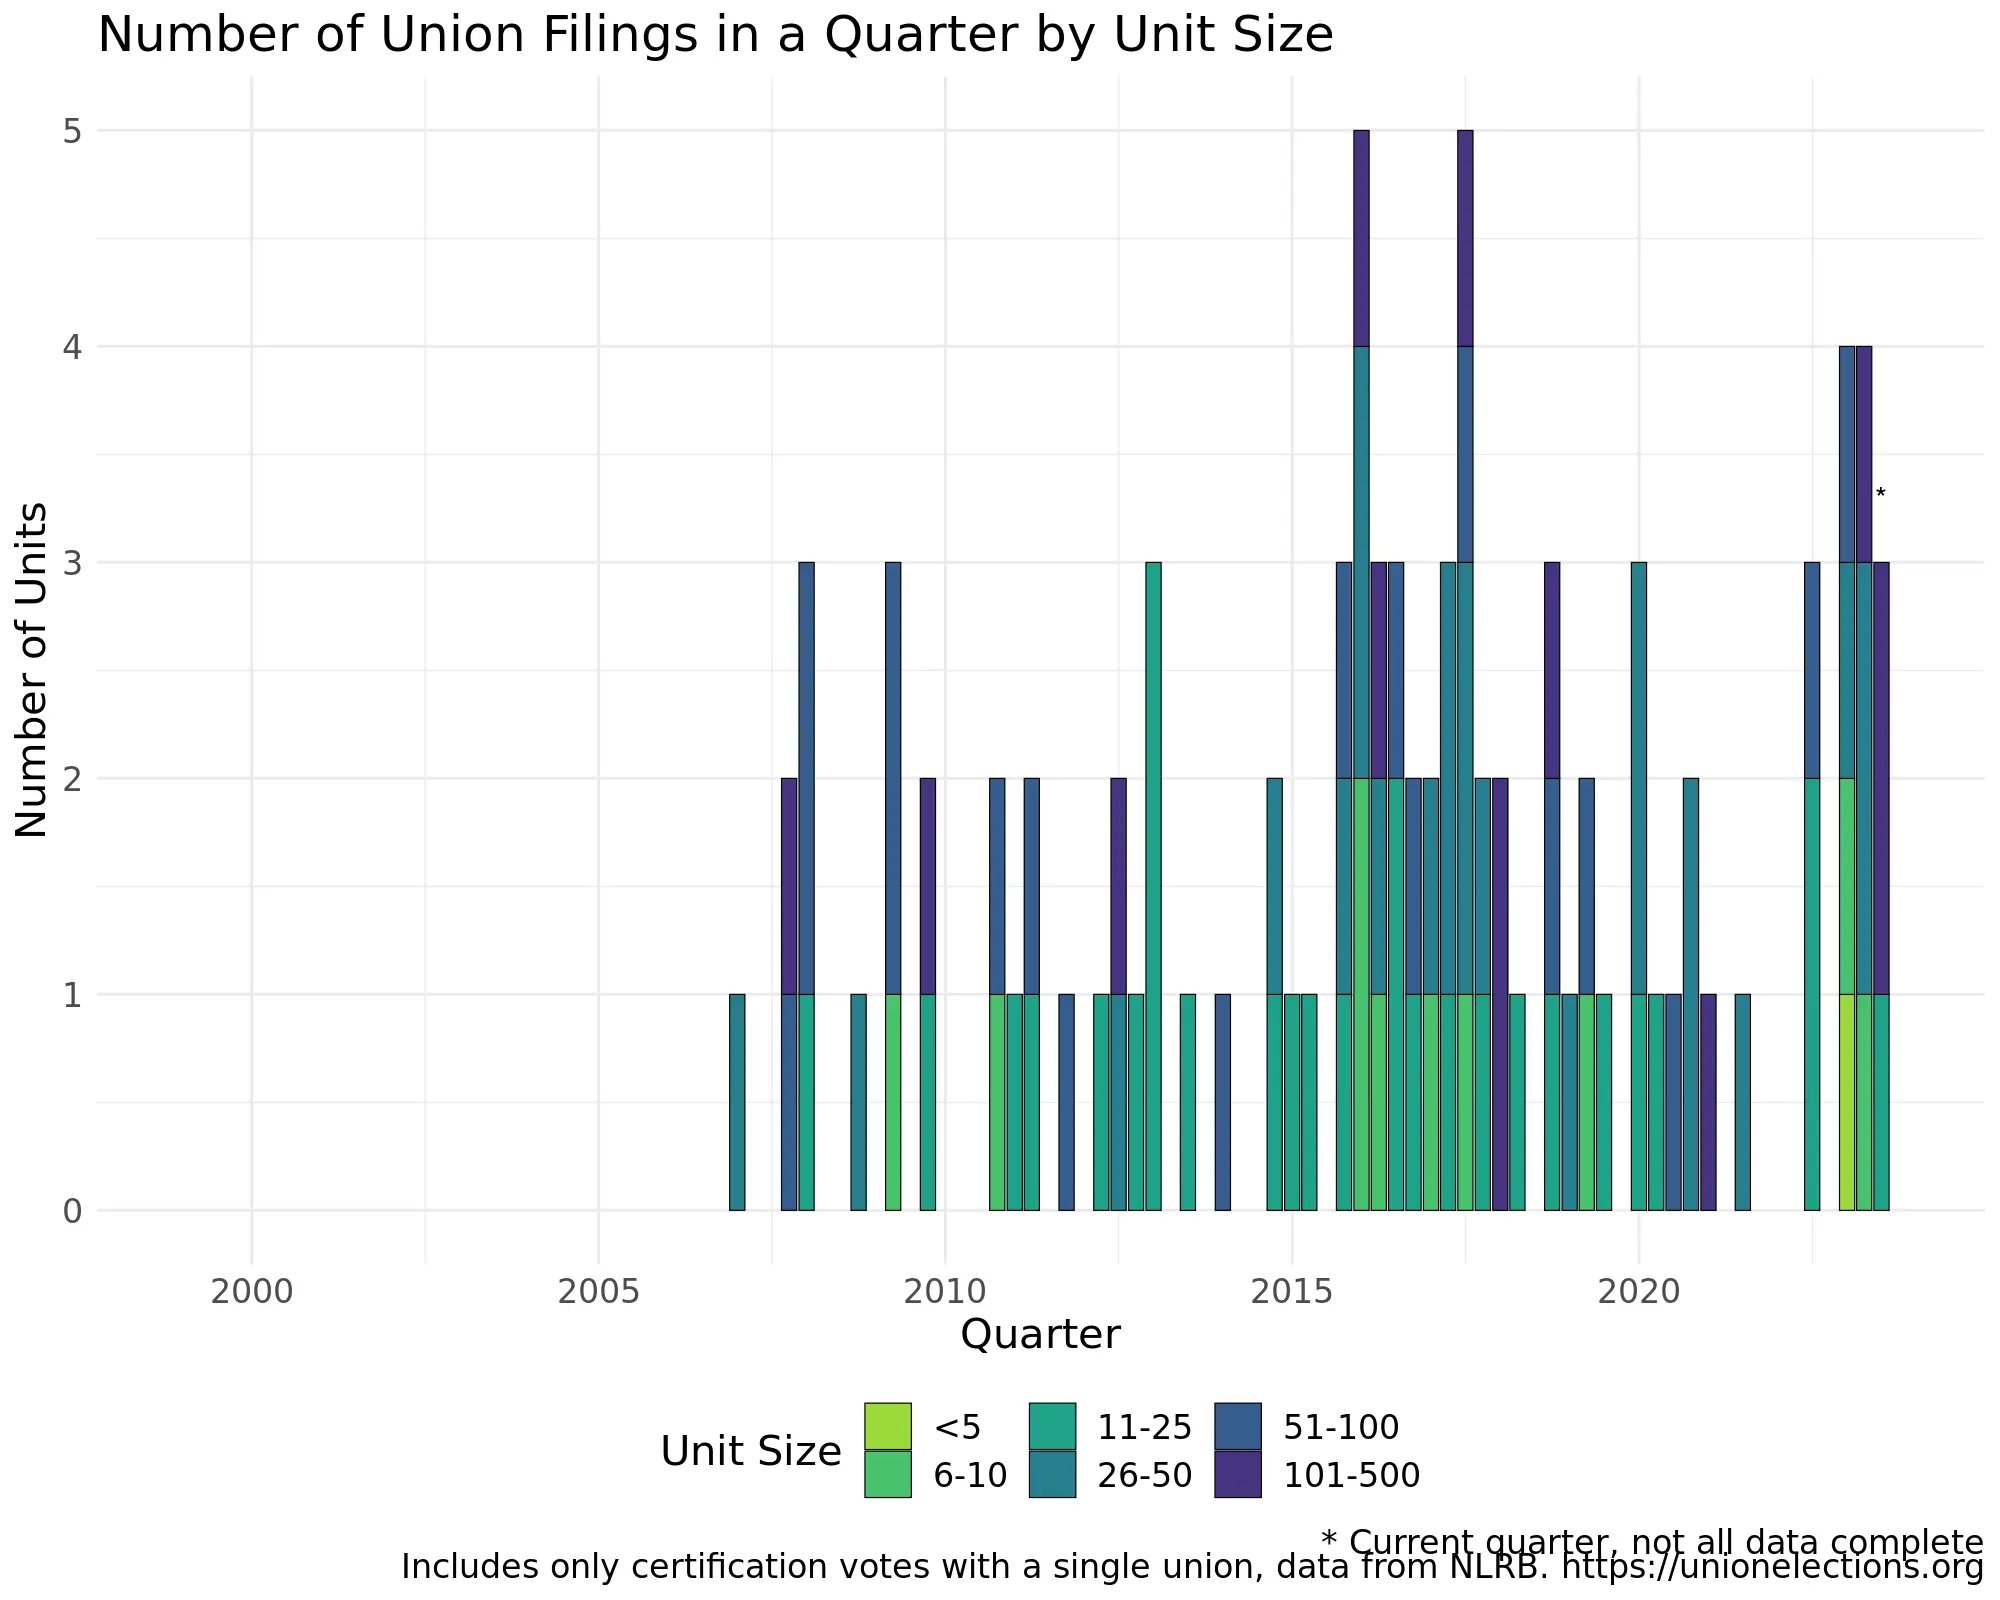 Number of Union Filings in a Quarter by Unit Size
5
4
3
2
1
0
Number of Units
*
2000 2005 2010 2015 2020
Quarter
Unit Size
<5 11-25 51-100
6-10 26-50 101-500
* Current quarter, not all data complete
Includes only certification votes with a single union, data from NLRB. https://unionelections.org